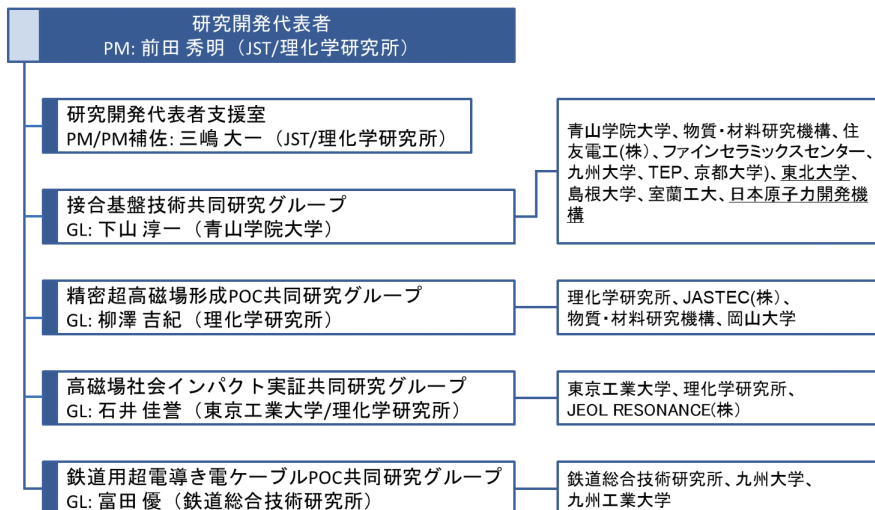 研究開発代表者
PM: 前田 秀明（JST/理化学研究所）
研究開発代表者支援室
PM/PM補佐: 三嶋 大一（JST/理化学研究所）
接合基盤技術共同研究グループ
GL: 下山 淳一（青山学院大学）
青山学院大学、物質・材料研究機構、住
友電工(株)、ファインセラミックスセンター、
九州大学、TEP、京都大学)、東北大学、
島根大学、室蘭工大、日本原子力開発機
構
精密超高磁場形成POC共同研究グループ
GL: 柳澤 吉紀（理化学研究所）
理化学研究所、JASTEC(株)、
物質・材料研究機構、岡山大学
高磁場社会インパクト実証共同研究グループ
GL: 石井 佳誉（東京工業大学/理化学研究所）
東京工業大学、理化学研究所、
JEOL RESONANCE(株)
鉄道用超電導き電ケーブルPOC共同研究グループ
GL: 富田 優（鉄道総合技術研究所）
鉄道総合技術研究所、九州大学、
九州工業大学